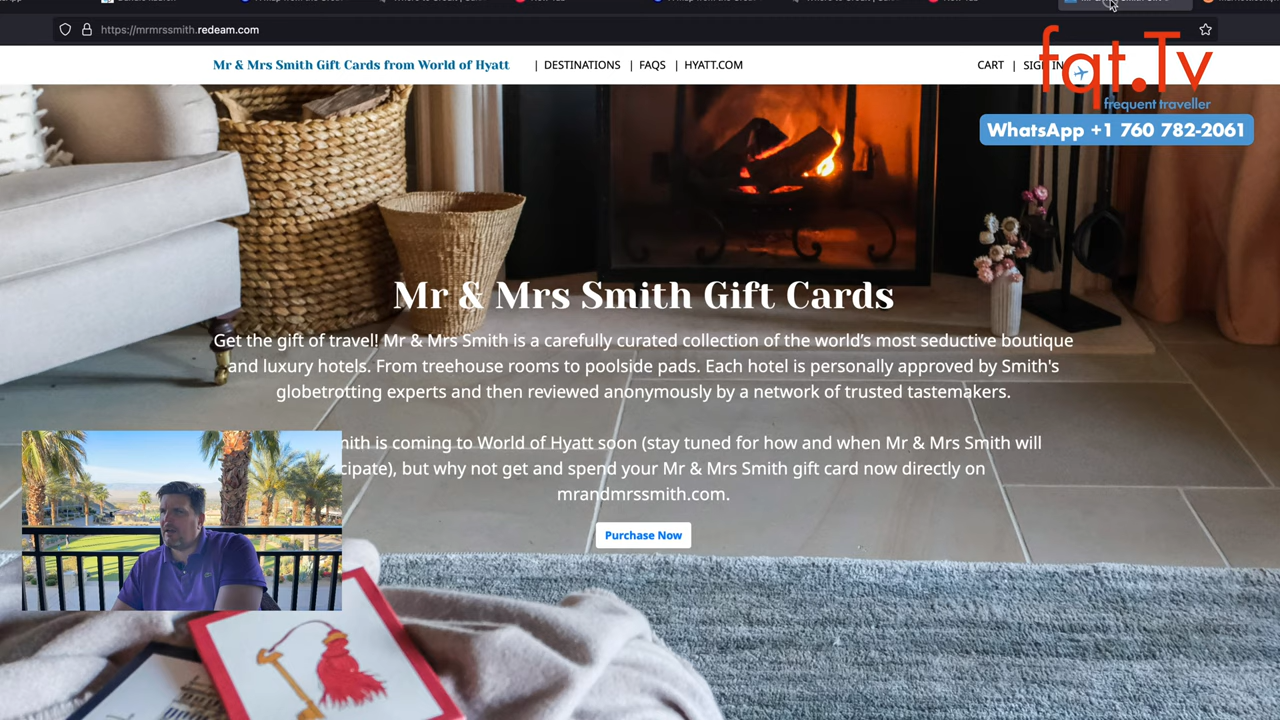 https://mrmrssmith.redeam.com
Mr & Mrs Smith Gift Cards from World of Hyatt | DESTINATIONS | FAQS | HYATT.COM CART | SIGN IN
fqt.Tv
frequent traveller
WhatsApp +1 760 782-2061
Mr & Mrs Smith Gift Cards
Get the gift of travel! Mr & Mrs Smith is a carefully curated collection of the world's most seductive boutique
and luxury hotels. From treehouse rooms to poolside pads. Each hotel is personally approved by Smith's
globetrotting experts and then reviewed anonymously by a network of trusted tastemakers.
is coming to World of Hyatt soon (stay tuned for how and when Mr & Mrs Smith will
but why not get and spend your Mr & Mrs Smith gift card now directly on
mrandmrssmith.com.
Purchase Now